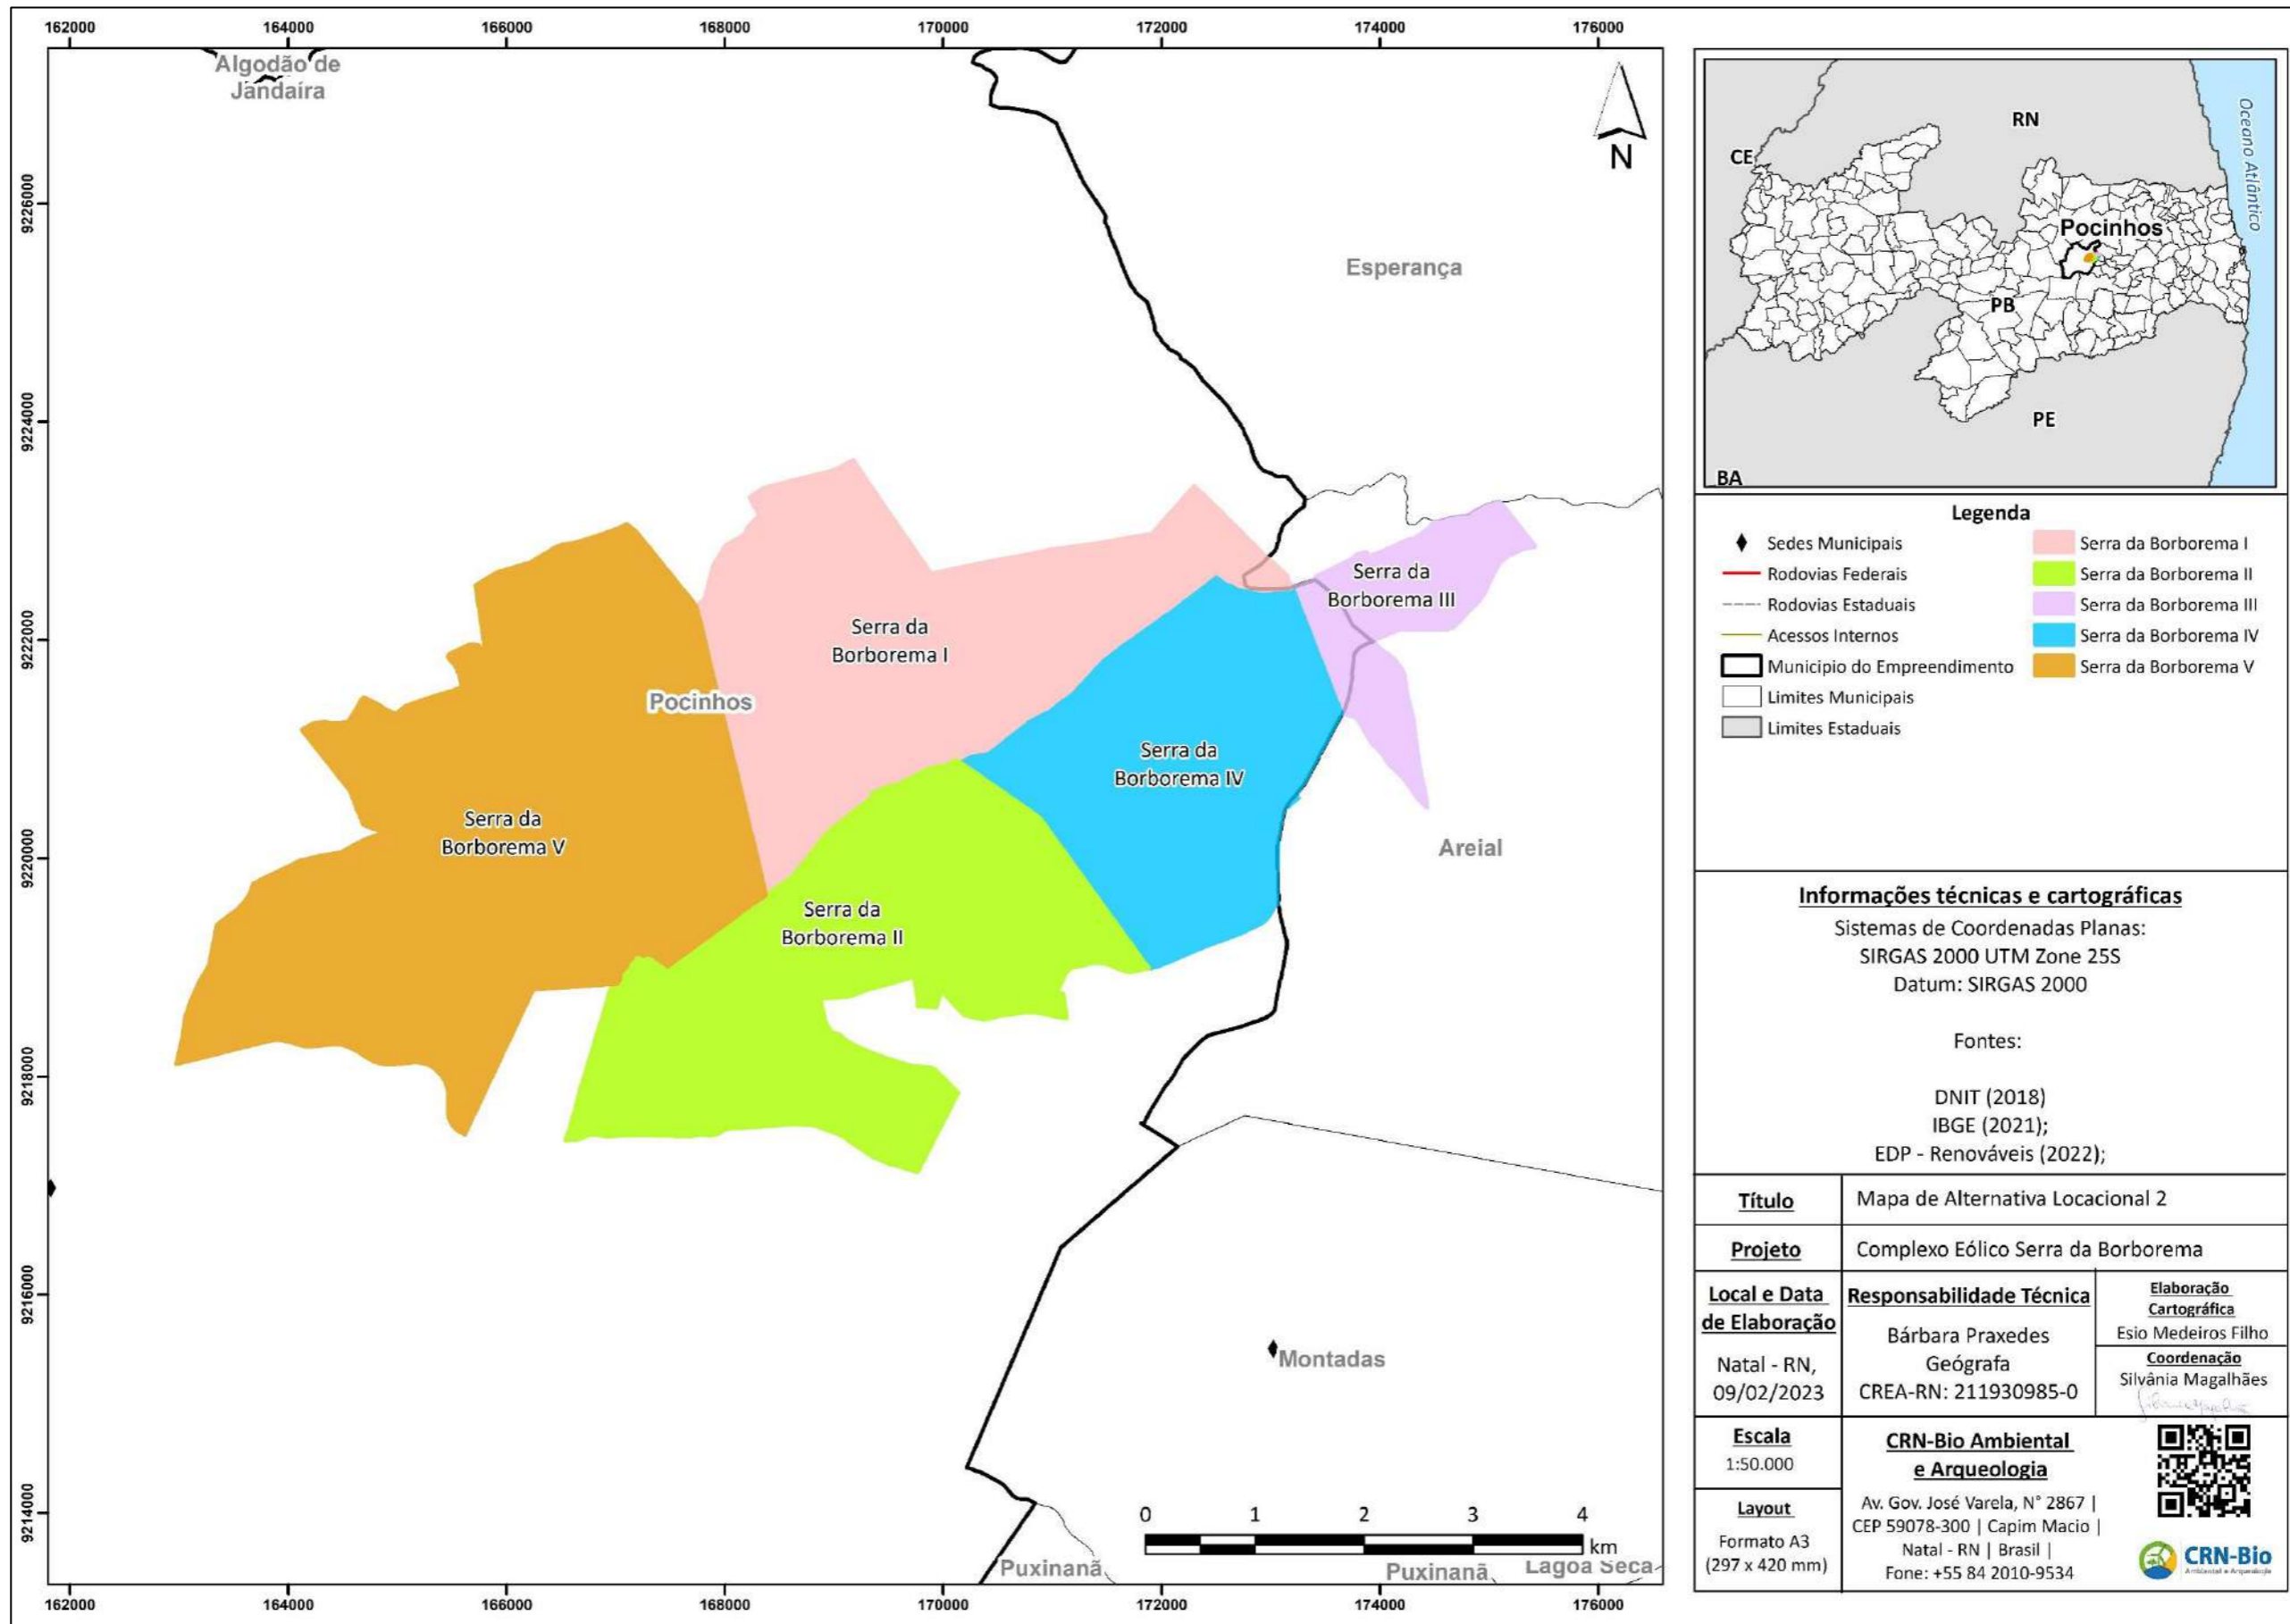 162000
164000
166000
168000
170000
172000
174000
176000
Algodão de
Jandaíra
N
9226000
9224000
9222000
9220000
9218000
9216000
9214000
Esperança
Serra da
Borborema III
Serra da
Borborema I
Pocinhos
Serra da
Borborema IV
Serra da
Borborema V
Areial
Serra da
Borborema II
Montadas
0
1
2
3
4
km
Puxinanã
Puxinanã
Lagoa Seca
162000
164000
166000
168000
170000
172000
174000
176000
RN
CE
Oceano Atlântico
Pocinhos
PB
PE
BA
Legenda
Sedes Municipais
Rodovias Federais
Rodovias Estaduais
Acessos Internos
Município do Empreendimento
Limites Municipais
Limites Estaduais
Serra da Borborema I
Serra da Borborema II
Serra da Borborema III
Serra da Borborema IV
Serra da Borborema V
Informações técnicas e cartográficas
Sistemas de Coordenadas Planas:
SIRGAS 2000 UTM Zone 25S
Datum: SIRGAS 2000
Fontes:
DNIT (2018)
IBGE (2021);
EDP - Renováveis (2022);
Título
Mapa de Alternativa Locacional 2
Projeto
Complexo Eólico Serra da Borborema
Local e Data
de Elaboração
Natal - RN,
09/02/2023
Responsabilidade Técnica
Bárbara Praxedes
Geógrafa
CREA-RN: 211930985-0
Elaboração
Cartográfica
Esio Medeiros Filho
Coordenação
Silvânia Magalhães
Escala
1:50.000
Layout
Formato A3
(297 x 420 mm)
CRN-Bio Ambiental
e Arqueologia
Av. Gov. José Varela, N° 2867 |
CEP 59078-300 | Capim Macio |
Natal - RN | Brasil |
Fone: +55 84 2010-9534
CRN-Bio
Ambiental e Arqueologia